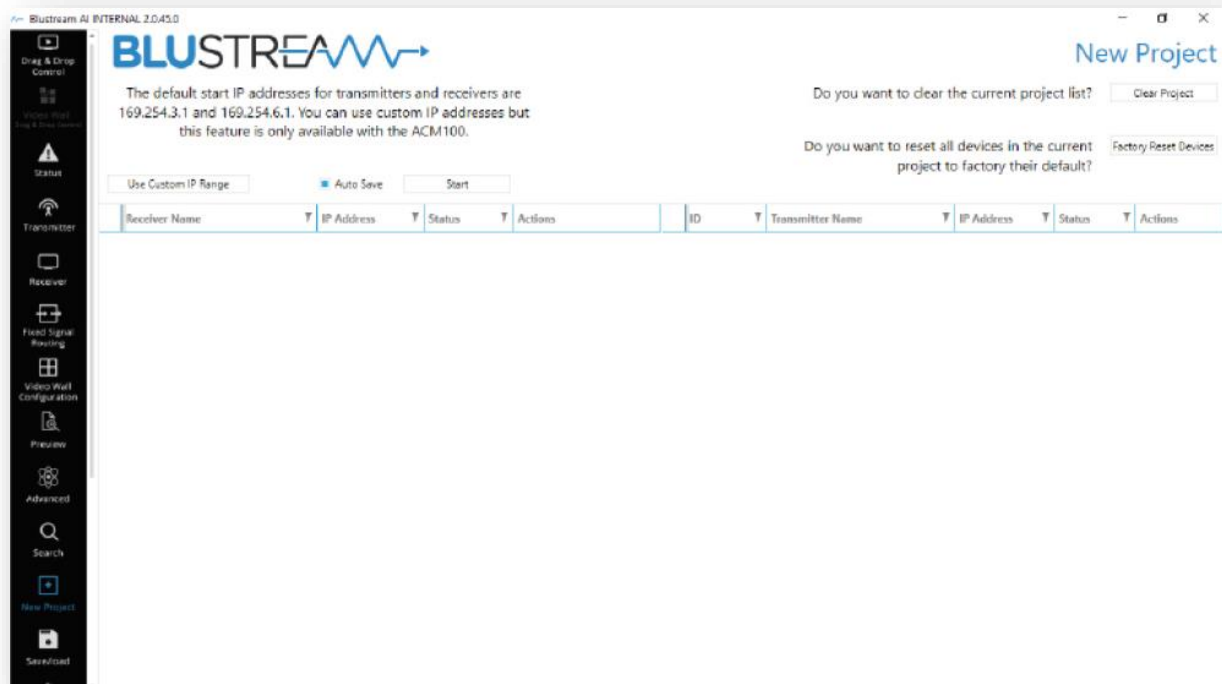 Blustream AI INTERNAL 2.0.45.0
Drag & Drop
Control
Video Wall
Drag & Drop Control
Status
Transmitter
Receiver
Fixed Signal
Routing
Video Wall
Configuration
Preview
Advanced
Search
New Project
Save/load
BLUSTREAM
New Project
The default start IP addresses for transmitters and receivers are
169.254.3.1 and 169.254.6.1. You can use custom IP addresses but
this feature is only available with the ACM100.
Do you want to clear the current project list?
Clear Project
Do you want to reset all devices in the current
project to factory their default?
Factory Reset Devices
Use Custom IP Range
Auto Save
Start
Receiver Name IP Address Status Actions
ID Transmitter Name IP Address Status Actions